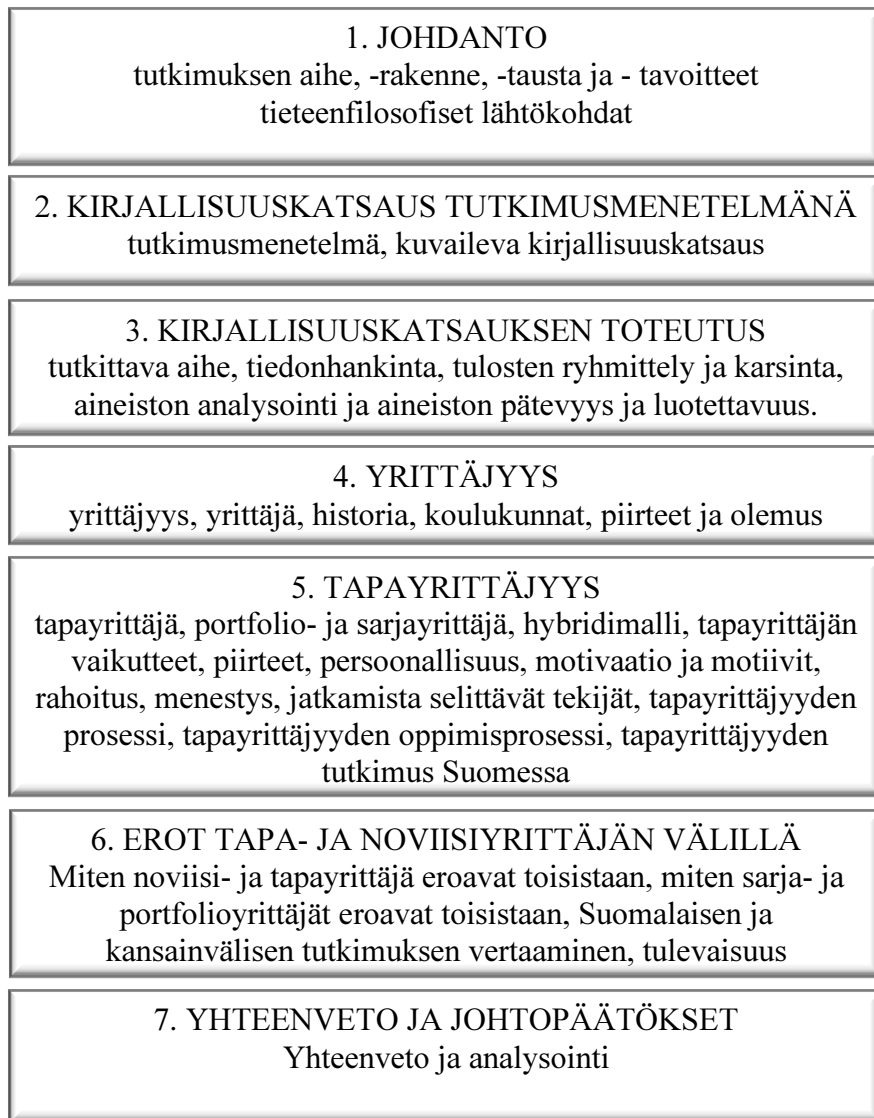 1. JOHDANTO
tutkimuksen aihe, -rakenne, -tausta ja - tavoitteet
tieteenfilosofiset lähtökohdat
2. KIRJALLISUUSKATSAUS TUTKIMUSMENETELMÄNÄ
tutkimusmenetelmä, kuvaileva kirjallisuuskatsaus
3. KIRJALLISUUSKATSAUKSEN TOTEUTUS
tutkittava aihe, tiedonhankinta, tulosten ryhmittely ja karsinta,
aineiston analysointi ja aineiston pätevyys ja luotettavuus.
4. YRITTÄJYYS
yrittäjyys, yrittäjä, historia, koulukunnat, piirteet ja olemus
5. TAPAYRITTÄJYYS
tapayrittäjä, portfolio- ja sarjayrittäjä, hybridimalli, tapayrittäjän
vaikutteet, piirteet, persoonallisuus, motivaatio ja motiivit,
rahoitus, menestys, jatkamista selittävät tekijät, tapayrittäjyyden
prosessi, tapayrittäjyyden oppimisprosessi, tapayrittäjyyden
tutkimus Suomessa
6. EROT TAPA- JA NOVIISIYRITTÄJÄN VÄLILLÄ
Miten noviisi- ja tapayrittäjä eroavat toisistaan, miten sarja- ja
portfolioyrittäjät eroavat toisistaan, Suomalaisen ja
kansainvälisen tutkimuksen vertaaminen, tulevaisuus
7. YHTEENVETO JA JOHTOPÄÄTÖKSET
Yhteenveto ja analysointi